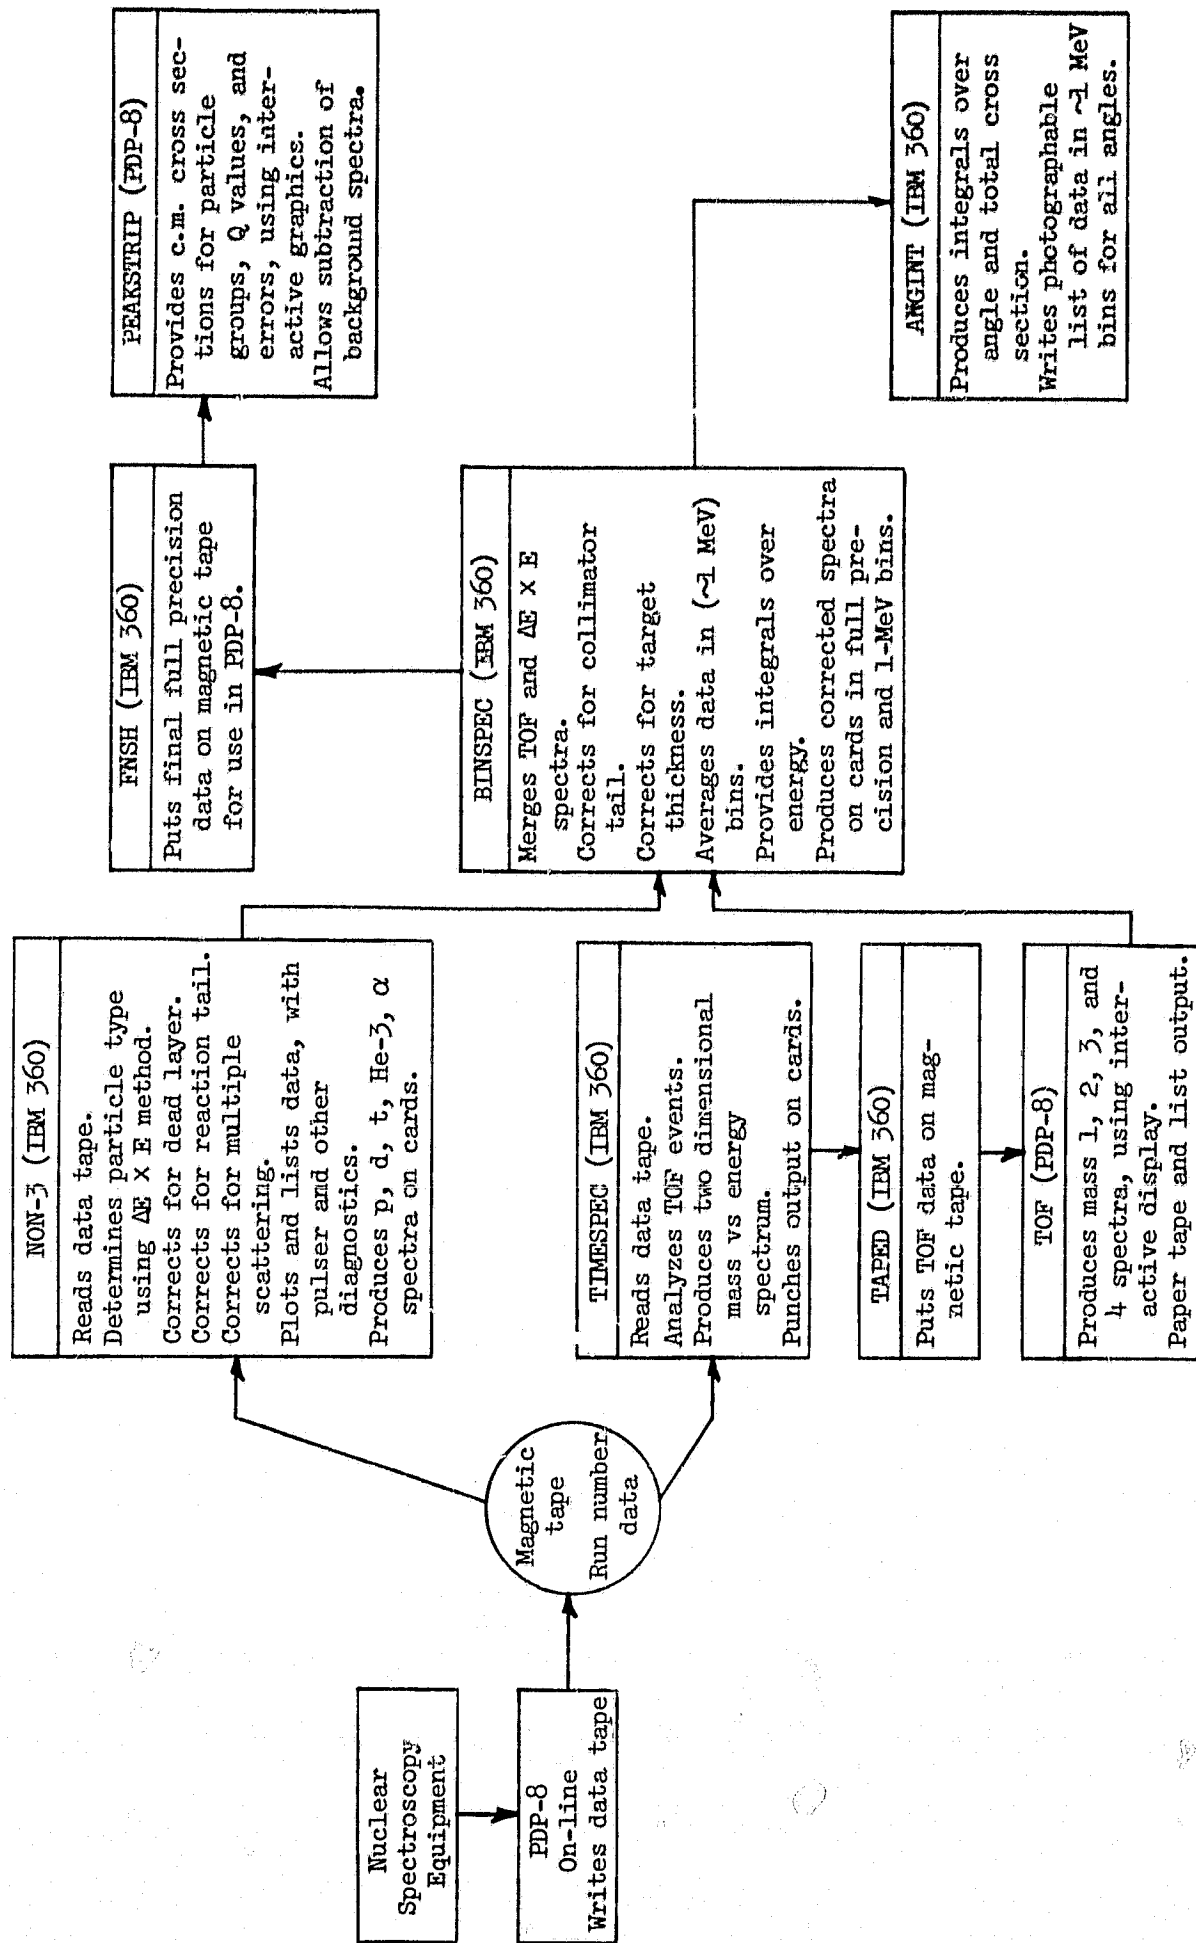 Nuclear
Spectroscopy
Equipment
PDP-8
On-line
Writes data tape
Magnetic
tape
Run number
data
NON-3 (IBM 360)
Reads data tape.
Determines particle type
using ΔE X E method.
Corrects for dead layer.
Corrects for reaction tail.
Corrects for multiple
scattering.
Plots and lists data, with
pulser and other
diagnostics.
Produces p, d, t, He-3, α
spectra on cards.
TIMESPEC (IBM 360)
Reads data tape.
Analyzes TOF events.
Produces two dimensional
mass vs energy
spectrum.
Punches output on cards.
TAPED (IBM 360)
Puts TOF data on mag-
netic tape.
TOF (PDP-8)
Produces mass 1, 2, 3, and
4 spectra, using inter-
active display.
Paper tape and list output.
FNSH (IBM 360)
Puts final full precision
data on magnetic tape
for use in PDP-8.
BINSPEC (IBM 360)
Merges TOF and ΔE X E
spectra.
Corrects for collimator
tail.
Corrects for target
thickness.
Averages data in (~1 MeV)
bins.
Provides integrals over
energy.
Produces corrected spectra
on cards in full pre-
cision and 1-MeV bins.
PEAKSTRIP (PDP-8)
Provides c.m. cross sec-
tions for particle
groups, Q values, and
errors, using inter-
active graphics.
Allows subtraction of
background spectra.
ANGINT (IBM 360)
Produces integrals over
angle and total cross
section.
Writes photographable
list of data in ~1 MeV
bins for all angles.